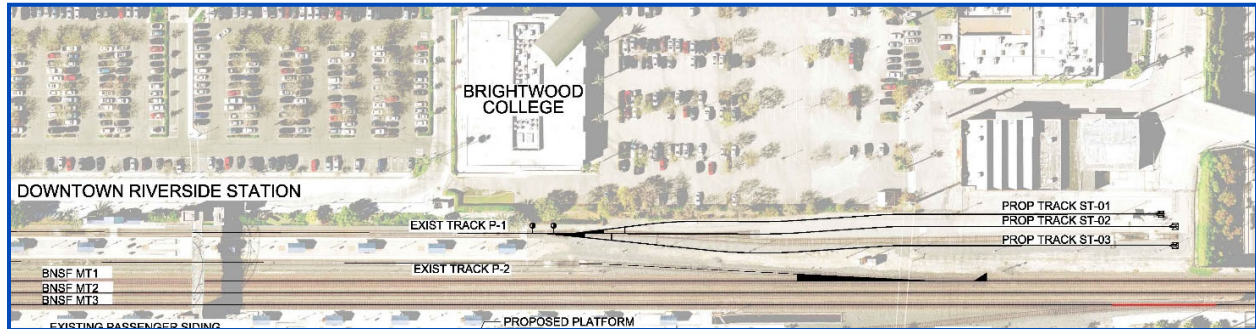 BRIGHTWOOD
COLLEGE
DOWNTOWN RIVERSIDE STATION
EXIST TRACK P-1
PROP TRACK ST-01
PROP TRACK ST-02
PROP TRACK ST-03
EXIST TRACK P-2
BNSF MT1
BNSF MT2
BNSF MT3
EXISTING PASSENGER SIDING
PROPOSED PLATFORM